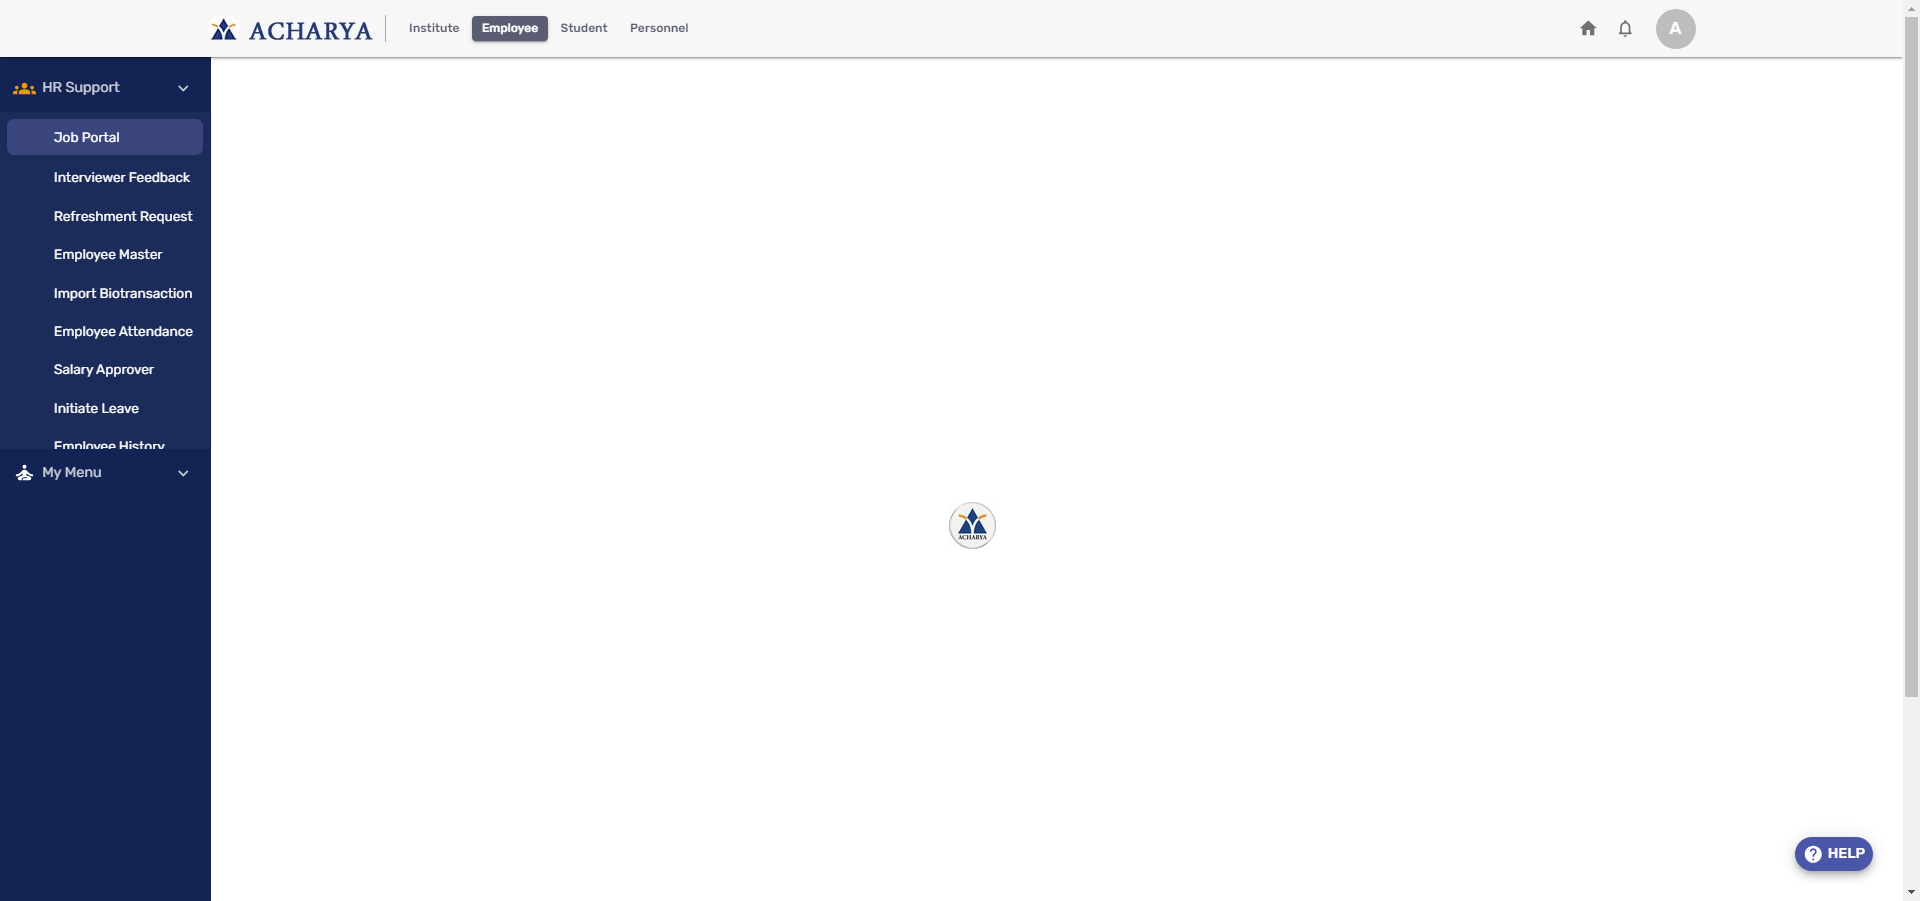 ACHARYA
Institute
Employee
Student
Personnel
A
HR Support
Job Portal
Interviewer Feedback
Refreshment Request
Employee Master
Import Biotransaction
Employee Attendance
Salary Approver
Initiate Leave
Employee History
My Menu
ACHARYA
HELP